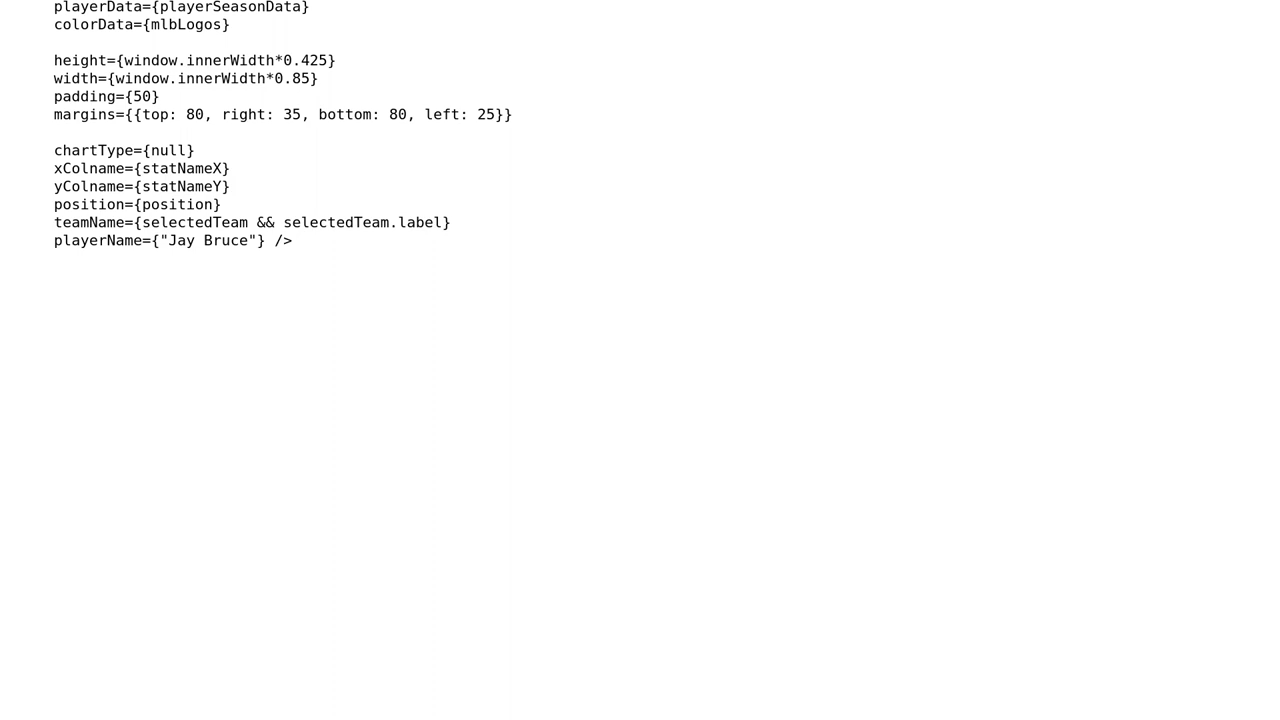 playerData={playerSeasonData}
colorData={mlbLogos}
height={window.innerWidth*0.425}
width={window.innerWidth*0.85}
padding={50}
margins={{top: 80, right: 35, bottom: 80, left: 25}}
chartType={null}
xColname={statNameX}
yColname={statNameY}
position={position}
teamName={selectedTeam && selectedTeam.label}
playerName={"Jay Bruce"} />